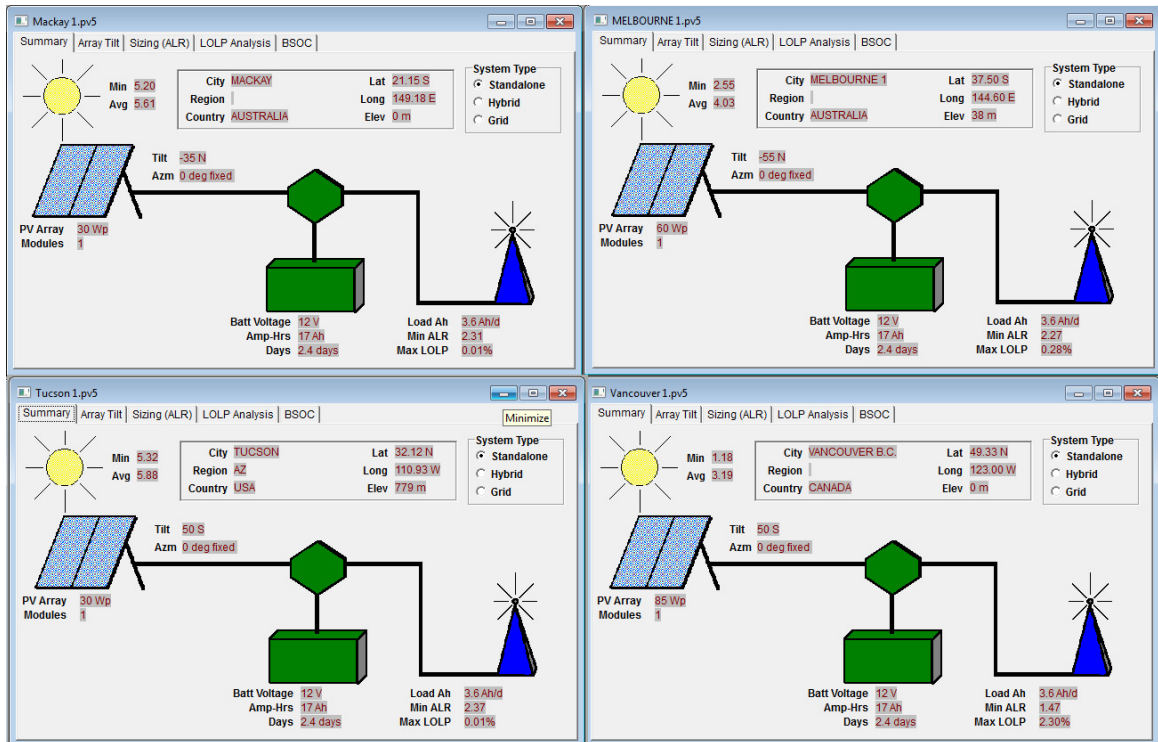 Mackay 1.pv5
Summary Array Tilt Sizing (ALR) LOLP Analysis BSOC
Min 5.20
Avg 5.61
City MACKAY Lat 21.15 S
Region Long 149.18 E
Country AUSTRALIA Elev 0 m
System Type
Standalone
Hybrid
Grid
Tilt -35 N
Azm 0 deg fixed
PV Array 30 Wp
Modules 1
Batt Voltage 12 V Load Ah 3.6 Ah/d
Amp-Hrs 17 Ah Min ALR 2.31
Days 2.4 days Max LOLP 0.01%
MELBOURNE 1.pv5
Summary Array Tilt Sizing (ALR) LOLP Analysis BSOC
Min 2.55
Avg 4.03
City MELBOURNE 1 Lat 37.50 S
Region Long 144.60 E
Country AUSTRALIA Elev 38 m
System Type
Standalone
Hybrid
Grid
Tilt -55 N
Azm 0 deg fixed
PV Array 60 Wp
Modules 1
Batt Voltage 12 V Load Ah 3.6 Ah/d
Amp-Hrs 17 Ah Min ALR 2.27
Days 2.4 days Max LOLP 0.28%
Tucson 1.pv5
Summary Array Tilt Sizing (ALR) LOLP Analysis BSOC
Minimize
Min 5.32
Avg 5.88
City TUCSON Lat 32.12 N
Region AZ Long 110.93 W
Country USA Elev 779 m
System Type
Standalone
Hybrid
Grid
Tilt 50 S
Azm 0 deg fixed
PV Array 30 Wp
Modules 1
Batt Voltage 12 V Load Ah 3.6 Ah/d
Amp-Hrs 17 Ah Min ALR 2.37
Days 2.4 days Max LOLP 0.01%
Vancouver 1.pv5
Summary Array Tilt Sizing (ALR) LOLP Analysis BSOC
Min 1.18
Avg 3.19
City VANCOUVER B.C. Lat 49.33 N
Region Long 123.00 W
Country CANADA Elev 0 m
System Type
Standalone
Hybrid
Grid
Tilt 50 S
Azm 0 deg fixed
PV Array 85 Wp
Modules 1
Batt Voltage 12 V Load Ah 3.6 Ah/d
Amp-Hrs 17 Ah Min ALR 1.47
Days 2.4 days Max LOLP 2.30%